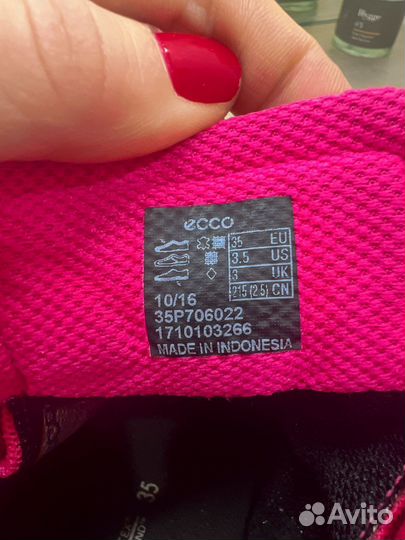 Hygge
ecco
35 EU
3.5 US
3 UK
215 (2.5) CN
10/16
35P706022
1710103266
MADE IN INDONESIA
35
Avito